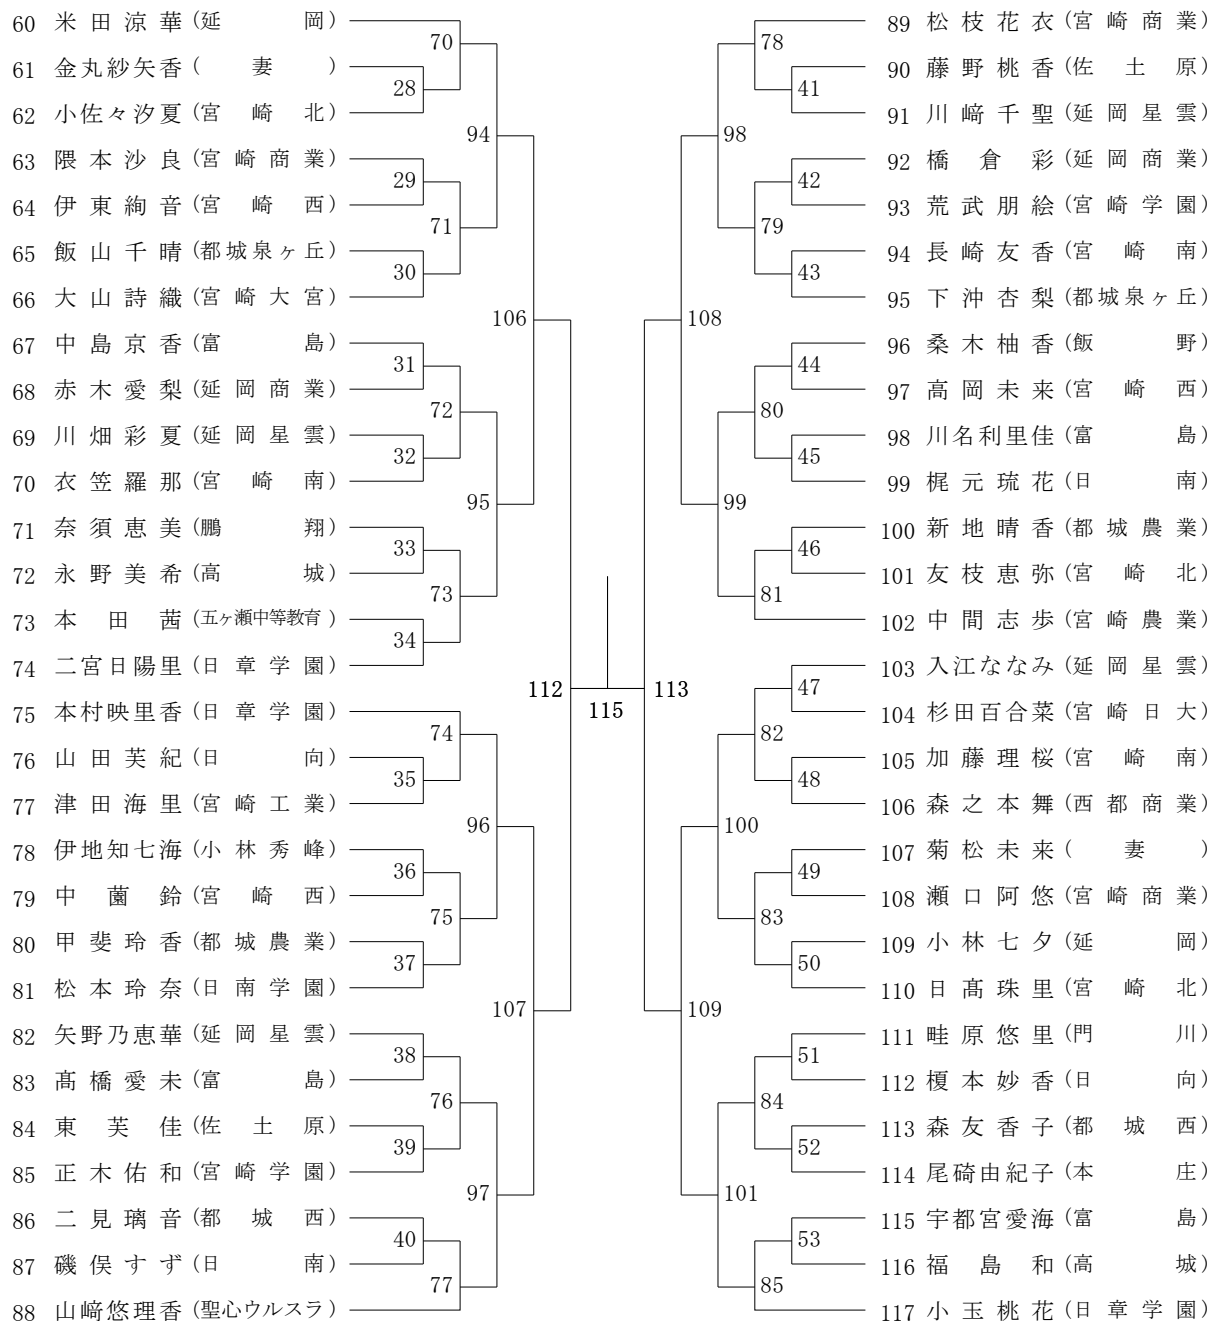 60 米田涼華(延岡)
61 金丸紗矢香(妻)
62 小佐々汐夏(宮崎北)
63 隈本沙良(宮崎商業)
64 伊東絢音(宮崎西)
65 飯山千晴(都城泉ヶ丘)
66 大山詩織(宮崎大宮)
67 中島京香(富島)
68 赤木愛梨(延岡商業)
69 川畑彩夏(延岡星雲)
70 衣笠羅那(宮崎南)
71 奈須恵美(鵬翔)
72 永野美希(高城)
73 本田茜(五ヶ瀬中等教育)
74 二宮日陽里(日章学園)
75 本村映里香(日章学園)
76 山田芙紀(日向)
77 津田海里(宮崎工業)
78 伊地知七海(小林秀峰)
79 中薗鈴(宮崎西)
80 甲斐玲香(都城農業)
81 松本玲奈(日南学園)
82 矢野乃恵華(延岡星雲)
83 髙橋愛未(富島)
84 東芙佳(佐土原)
85 正木佑和(宮崎学園)
86 二見璃音(都城西)
87 磯俣すず(日南)
88 山﨑悠理香(聖心ウルスラ)
70
28
94
29
71
30
106
31
72
32
95
33
73
34
112
74
35
96
36
75
37
107
38
76
39
97
40
77
115
78
41
98
42
79
43
108
44
80
45
99
46
81
113
47
82
48
100
49
83
50
109
51
84
52
101
53
85
89 松枝花衣(宮崎商業)
90 藤野桃香(佐土原)
91 川﨑千聖(延岡星雲)
92 橋倉彩(延岡商業)
93 荒武朋絵(宮崎学園)
94 長崎友香(宮崎南)
95 下沖杏梨(都城泉ヶ丘)
96 桑木柚香(飯野)
97 高岡未来(宮崎西)
98 川名利里佳(富島)
99 梶元琉花(日南)
100 新地晴香(都城農業)
101 友枝恵弥(宮崎北)
102 中間志歩(宮崎農業)
103 入江ななみ(延岡星雲)
104 杉田百合菜(宮崎日大)
105 加藤理桜(宮崎南)
106 森之本舞(西都商業)
107 菊松未来(妻)
108 瀬口阿悠(宮崎商業)
109 小林七夕(延岡)
110 日髙珠里(宮崎北)
111 畦原悠里(門川)
112 榎本妙香(日向)
113 森友香子(都城西)
114 尾碕由紀子(本庄)
115 宇都宮愛海(富島)
116 福島和(高城)
117 小玉桃花(日章学園)